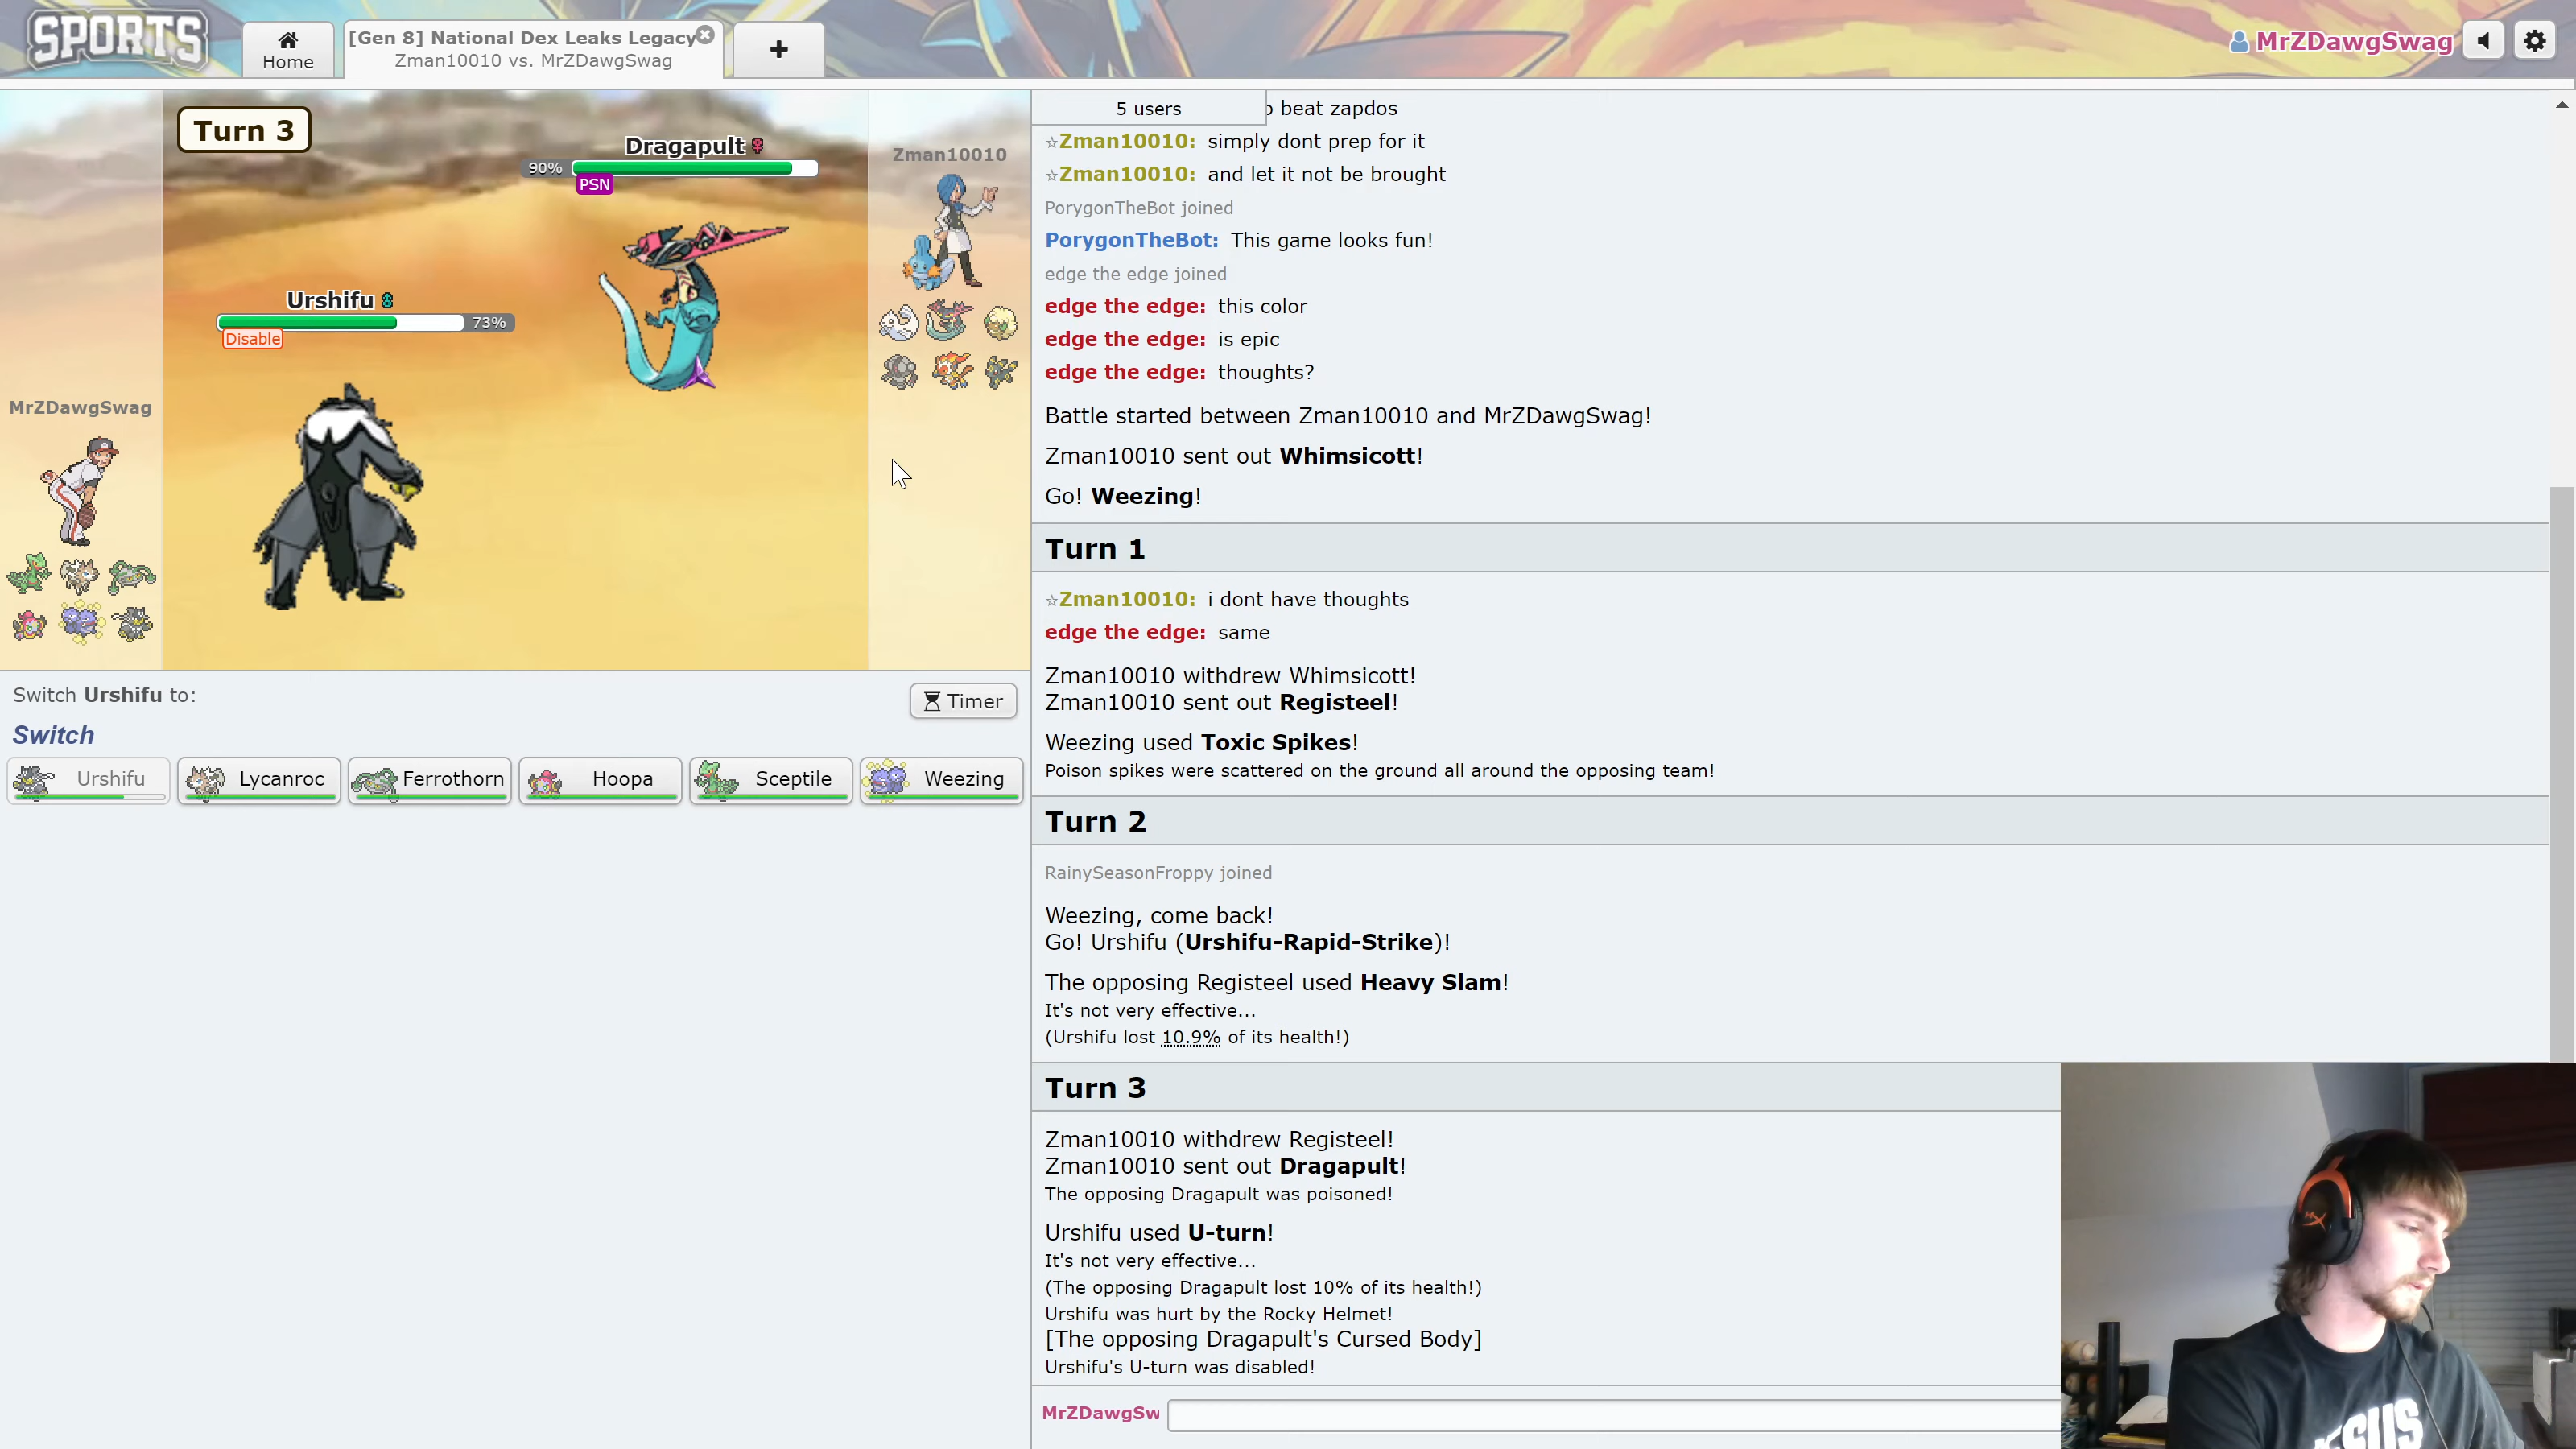 SPORTS
Home
[Gen 8] National Dex Leaks Legacy
Zman10010 vs. MrZDawgSwag
+
MrZDawgSwag
Turn 3
Dragapult
90%
PSN
Zman10010
Urshifu
73%
Disable
MrZDawgSwag
Switch Urshifu to:
Timer
Switch
Urshifu
Lycanroc
Ferrothorn
Hoopa
Sceptile
Weezing
5 users
beat zapdos
☆Zman10010: simply dont prep for it
☆Zman10010: and let it not be brought
PorygonTheBot joined
PorygonTheBot: This game looks fun!
edge the edge joined
edge the edge: this color
edge the edge: is epic
edge the edge: thoughts?
Battle started between Zman10010 and MrZDawgSwag!
Zman10010 sent out Whimsicott!
Go! Weezing!
Turn 1
☆Zman10010: i dont have thoughts
edge the edge: same
Zman10010 withdrew Whimsicott!
Zman10010 sent out Registeel!
Weezing used Toxic Spikes!
Poison spikes were scattered on the ground all around the opposing team!
Turn 2
RainySeasonFroppy joined
Weezing, come back!
Go! Urshifu (Urshifu-Rapid-Strike)!
The opposing Registeel used Heavy Slam!
It's not very effective...
(Urshifu lost 10.9% of its health!)
Turn 3
Zman10010 withdrew Registeel!
Zman10010 sent out Dragapult!
The opposing Dragapult was poisoned!
Urshifu used U-turn!
It's not very effective...
(The opposing Dragapult lost 10% of its health!)
Urshifu was hurt by the Rocky Helmet!
[The opposing Dragapult's Cursed Body]
Urshifu's U-turn was disabled!
MrZDawgSw